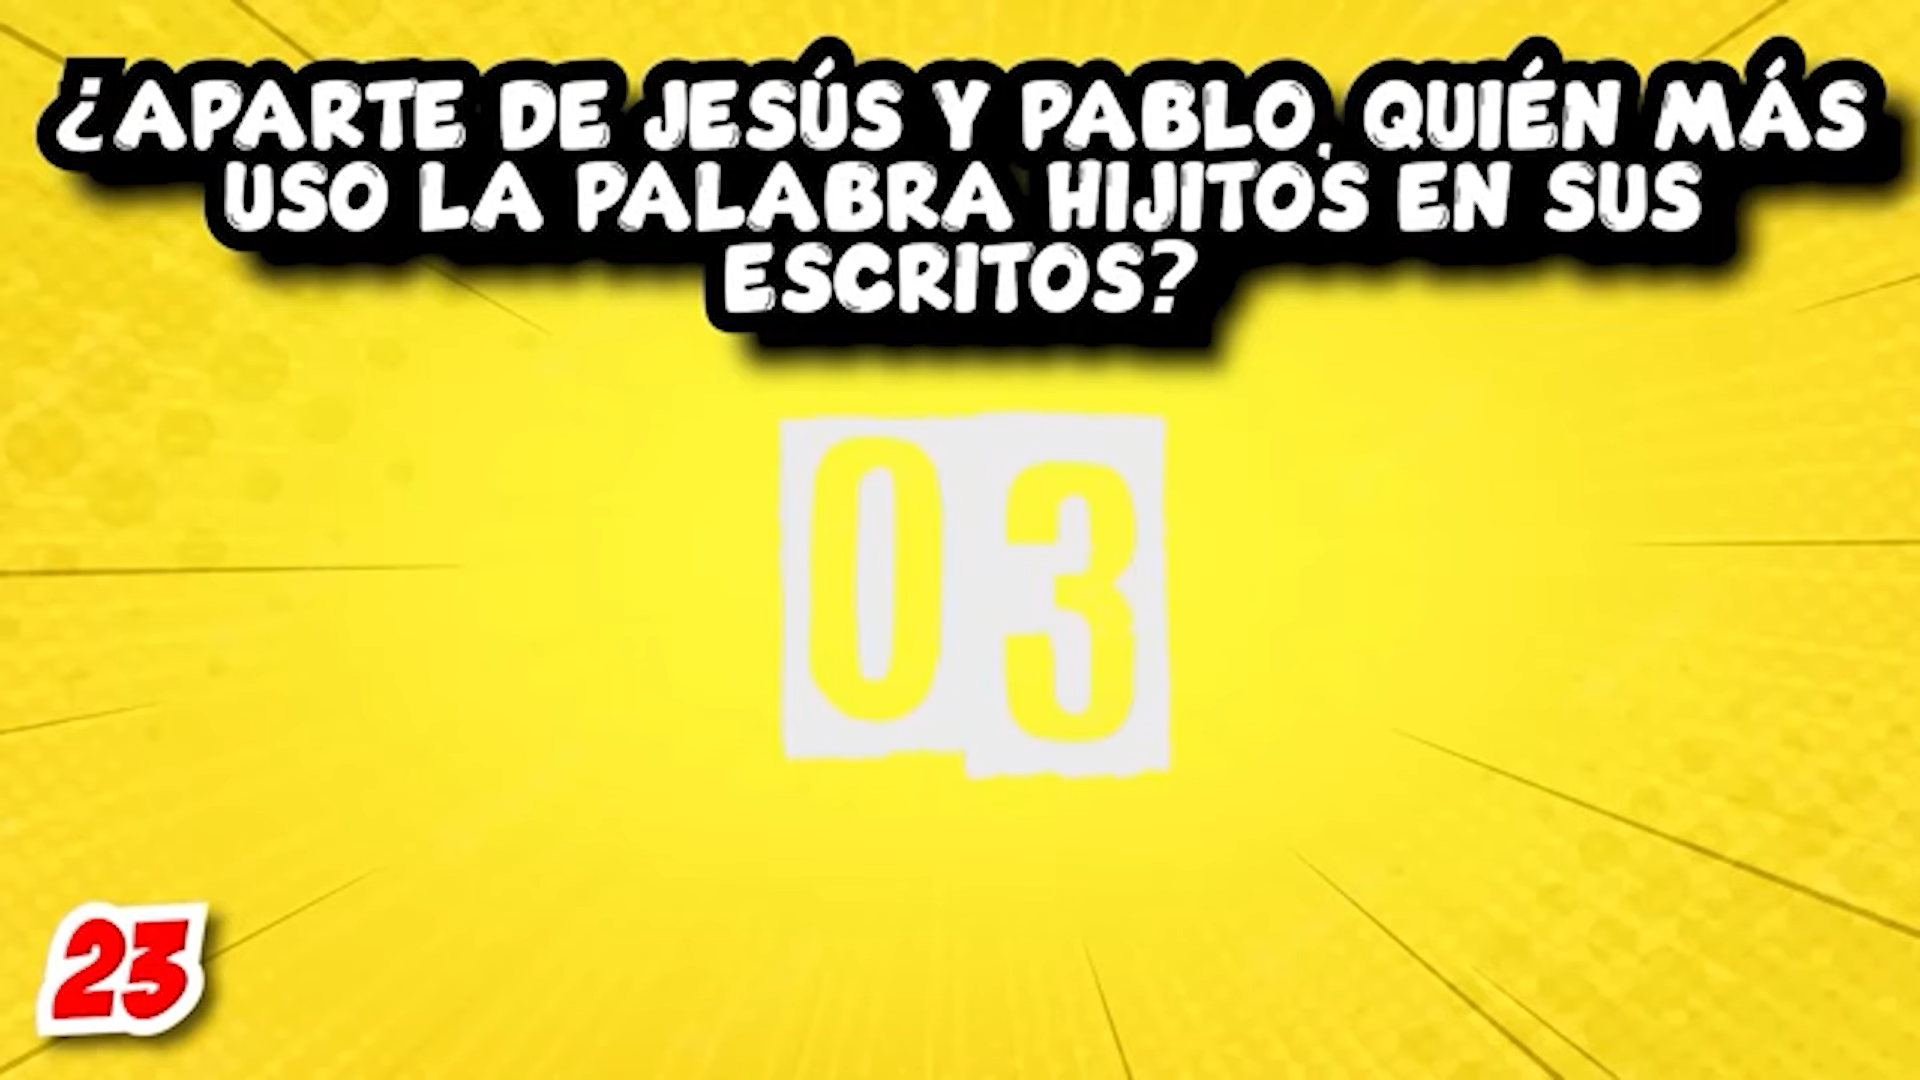 ¿APARTE DE JESÚS Y PABLO, QUIÉN MÁS
USO LA PALABRA HIJITOS EN SUS
ESCRITOS?
03
23